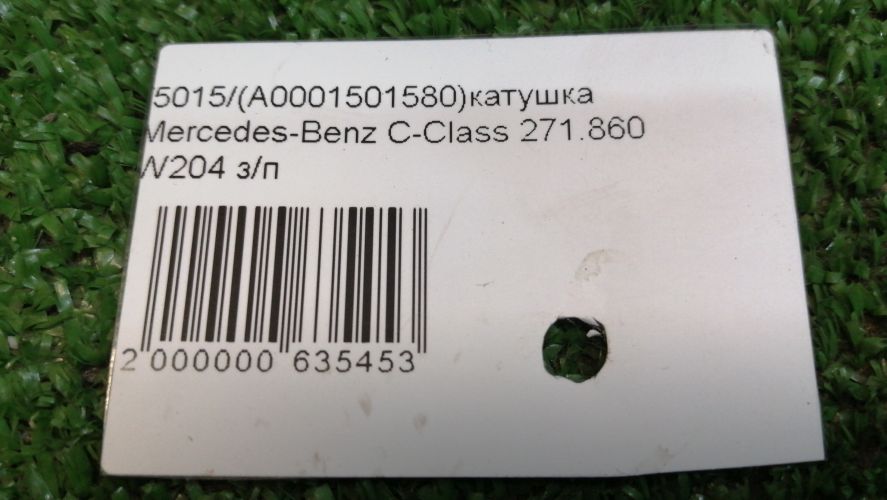 5015/(A0001501580)катушка
Mercedes-Benz C-Class 271.860
W204 з/п
2 000000 635453